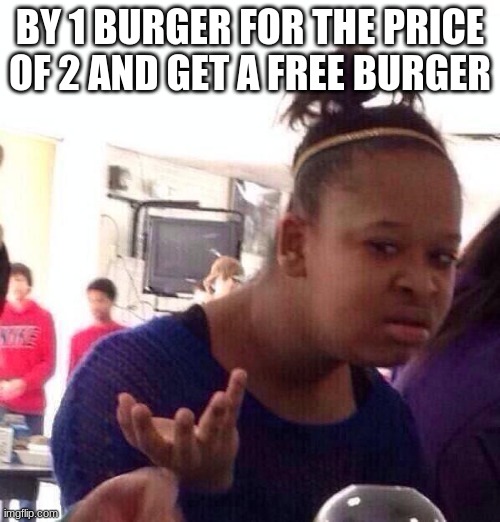 BY 1 BURGER FOR THE PRICE
OF 2 AND GET A FREE BURGER
imgflip.com